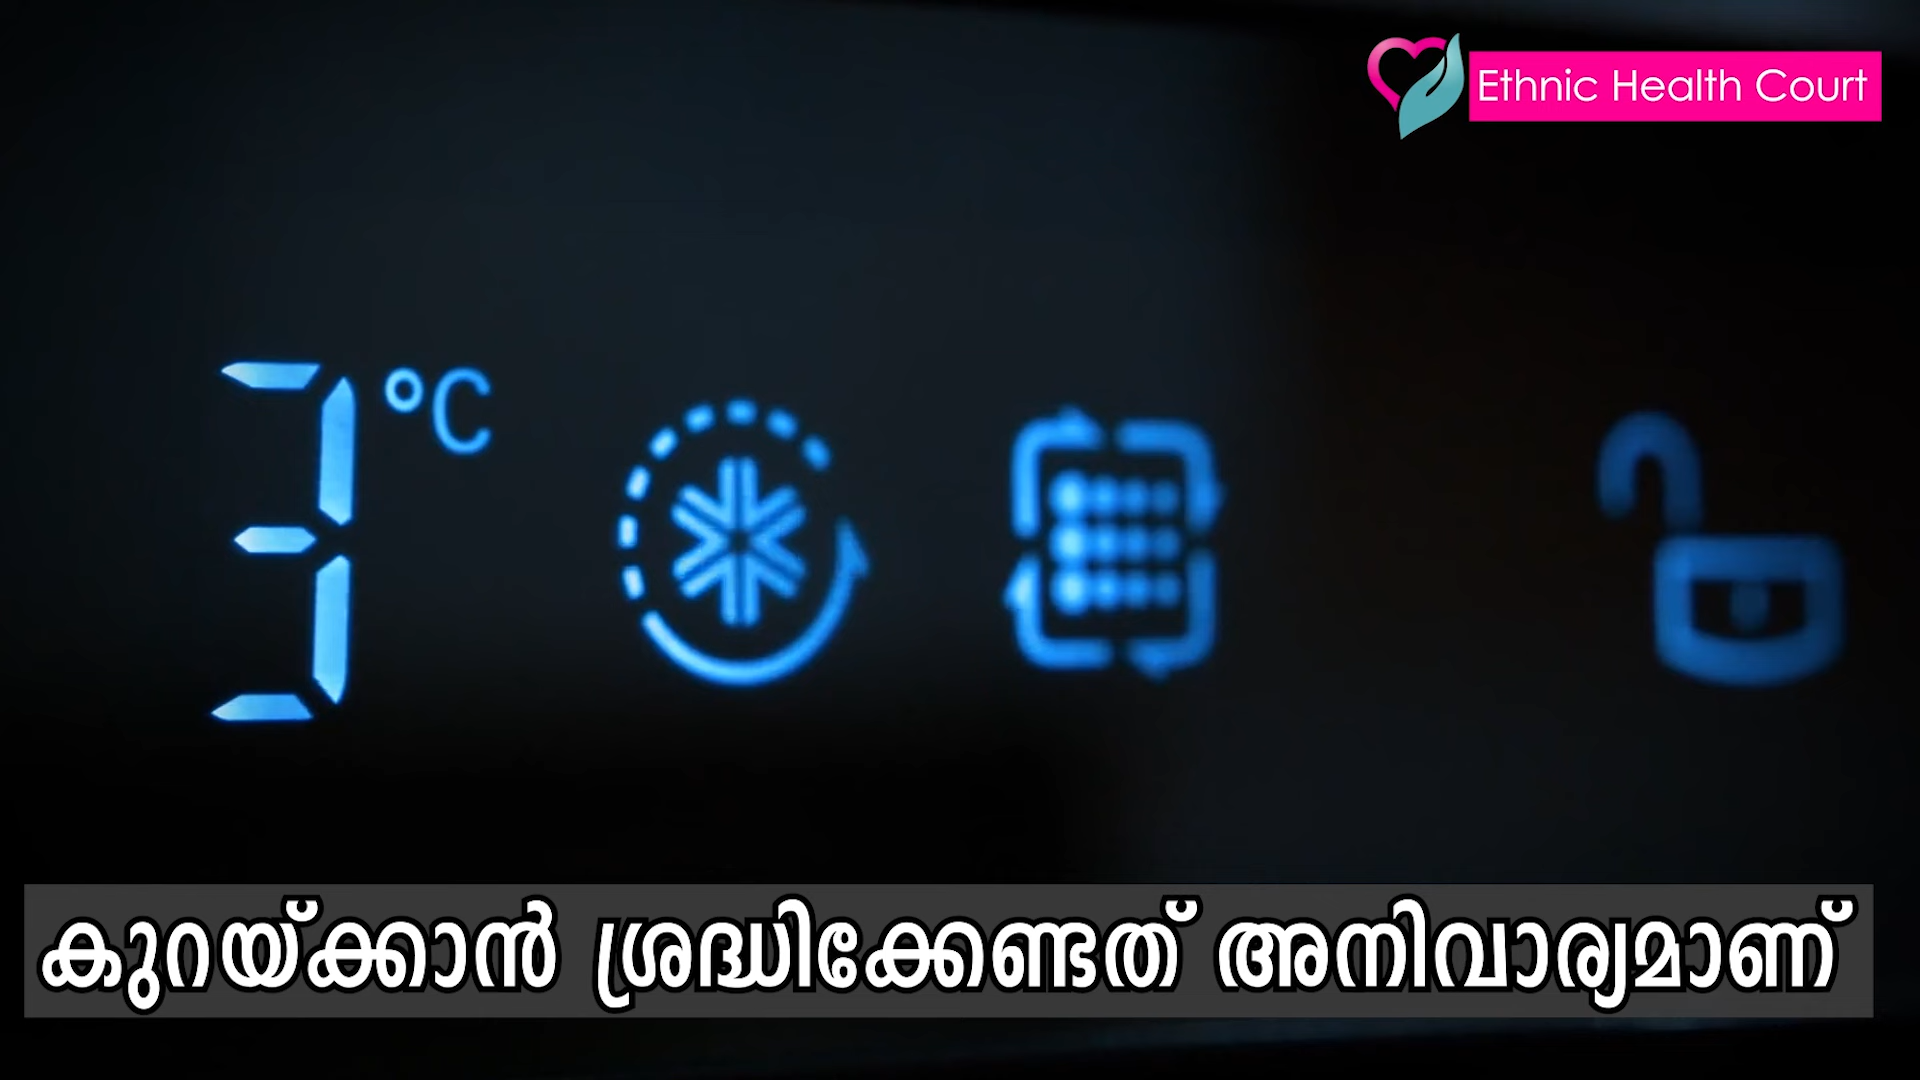 Ethnic Health Court
3 °C
കുറയ്ക്കാൻ ശ്രദ്ധിക്കേണ്ടത് അനിവാര്യമാണ്